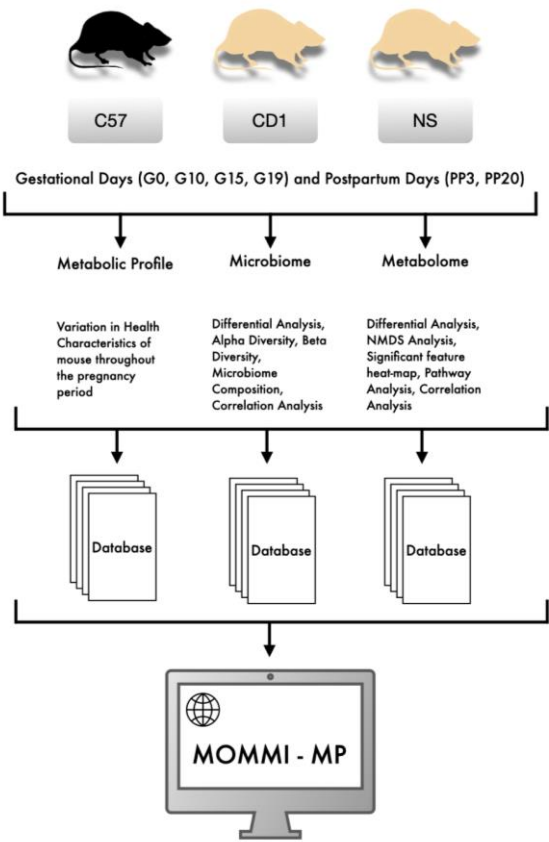 C57
CD1
NS
Gestational Days (G0, G10, G15, G19) and Postpartum Days (PP3, PP20)
Metabolic Profile
Microbiome
Metabolome
Variation in Health
Characteristics of
mouse throughout
the pregnancy
period
Differential Analysis,
Alpha Diversity, Beta
Diversity,
Microbiome
Composition,
Correlation Analysis
Differential Analysis,
NMDS Analysis,
Significant feature
heat-map, Pathway
Analysis, Correlation
Analysis
Database
Database
Database
MOMMI - MP